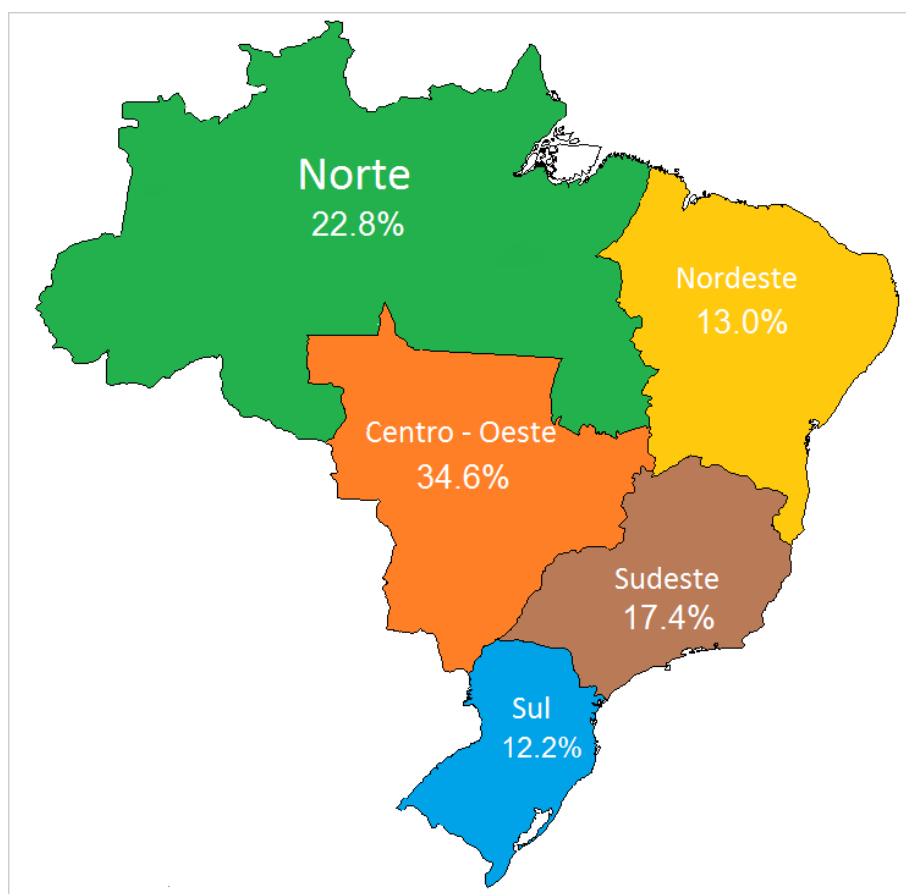 Norte
22.8%
Nordeste
13.0%
Centro - Oeste
34.6%
Sudeste
17.4%
Sul
12.2%